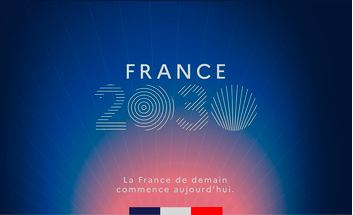 FRANCE
2030
La France de demain
commence aujourd'hui.